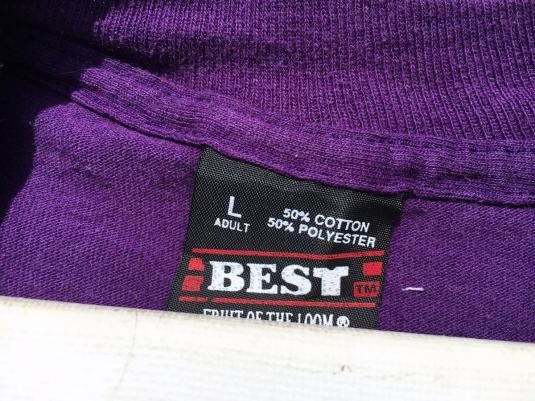 L
ADULT
50% COTTON
50% POLYESTER
BEST
TM
FRUIT OF THE LOOM®